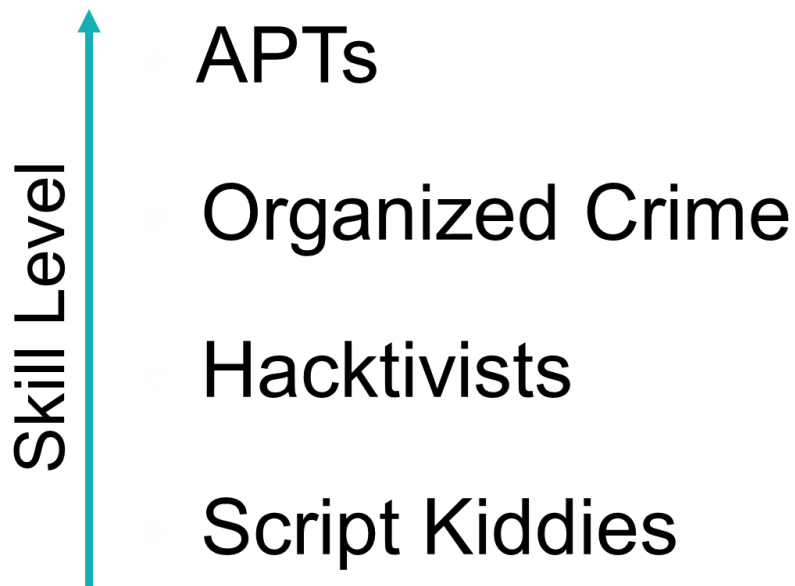 APTs
Organized Crime
Hacktivists
Script Kiddies
Skill Level